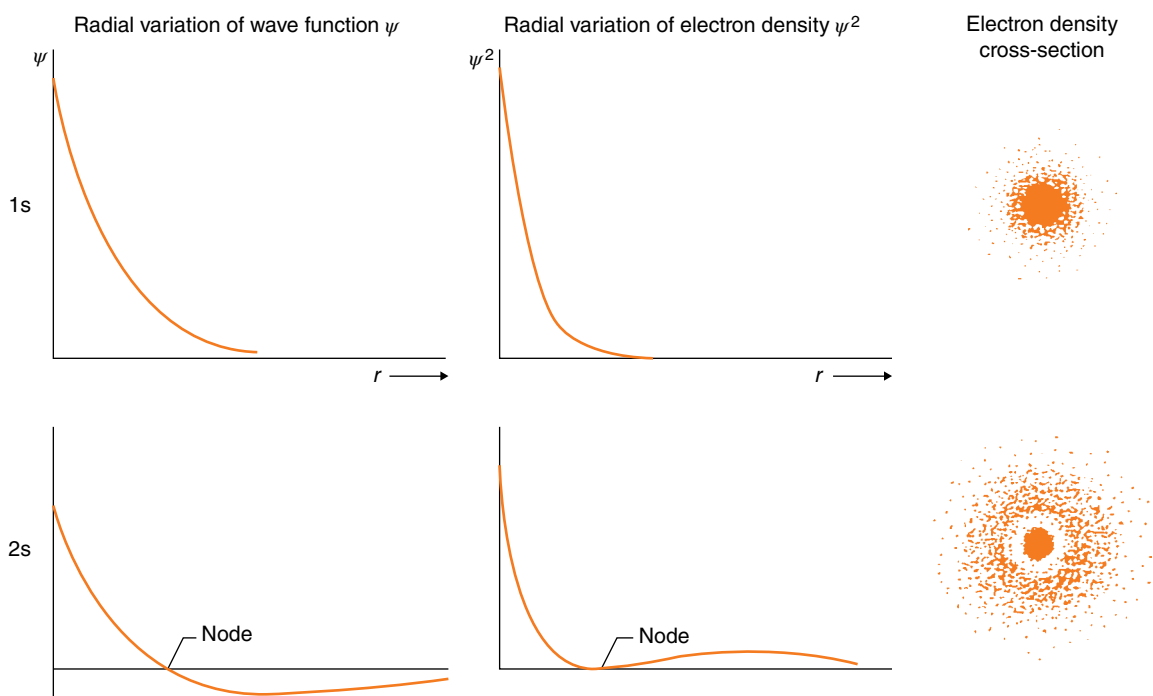 Radial variation of wave function ψ
Radial variation of electron density ψ²
Electron density
cross-section
ψ
ψ²
1s
r
r
2s
Node
Node